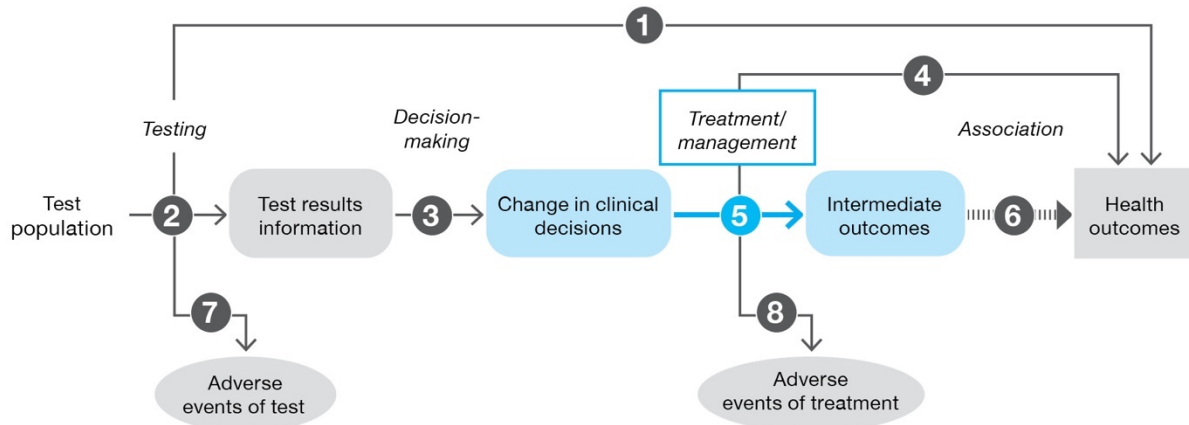 1
4
Testing
Decision-
making
Treatment/
management
Association
Test
population
2
Test results
information
3
Change in clinical
decisions
5
Intermediate
outcomes
6
Health
outcomes
7
8
Adverse
events of test
Adverse
events of treatment